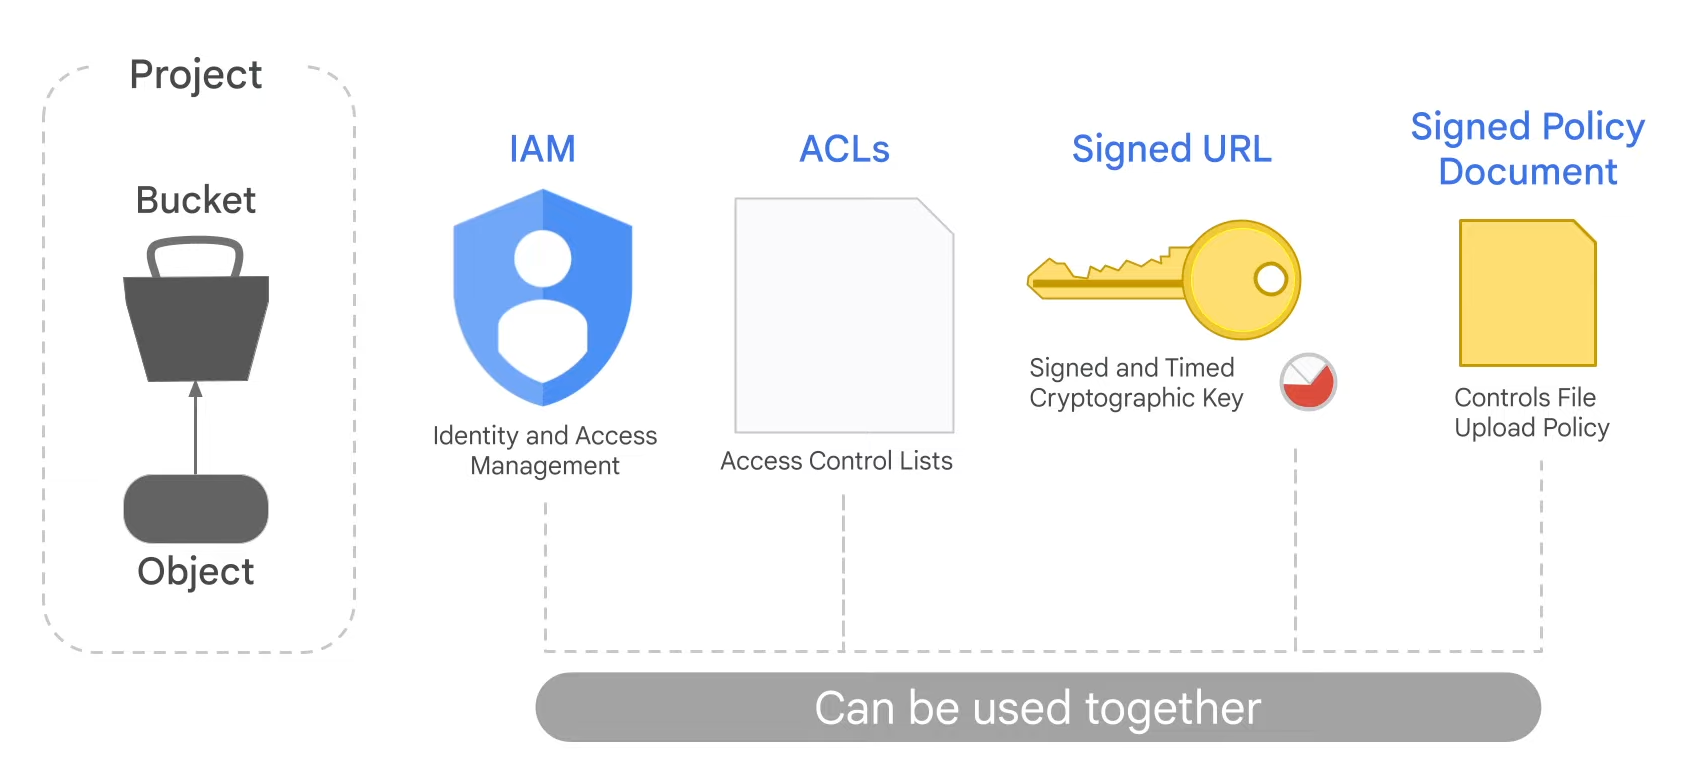 Project
Bucket
Object
IAM
Identity and Access
Management
ACLs
Access Control Lists
Signed URL
Signed and Timed
Cryptographic Key
Signed Policy
Document
Controls File
Upload Policy
Can be used together